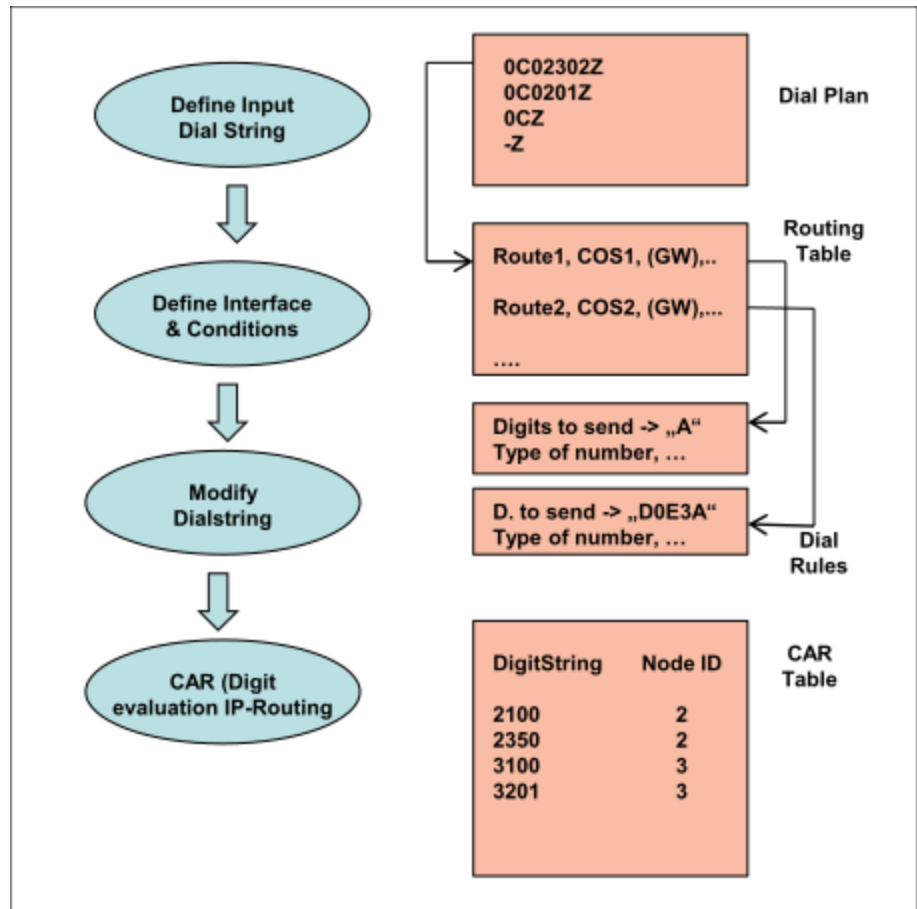 Define Input
Dial String
Define Interface
& Conditions
Modify
Dialstring
CAR (Digit
evaluation IP-Routing
0C02302Z
0C0201Z
0CZ
-Z
Dial Plan
Route1, COS1, (GW),..
Route2, COS2, (GW),...
....
Routing
Table
Digits to send -> „A“
Type of number, …
D. to send -> „D0E3A“
Type of number, …
Dial
Rules
DigitString Node ID
2100 2
2350 2
3100 3
3201 3
CAR
Table